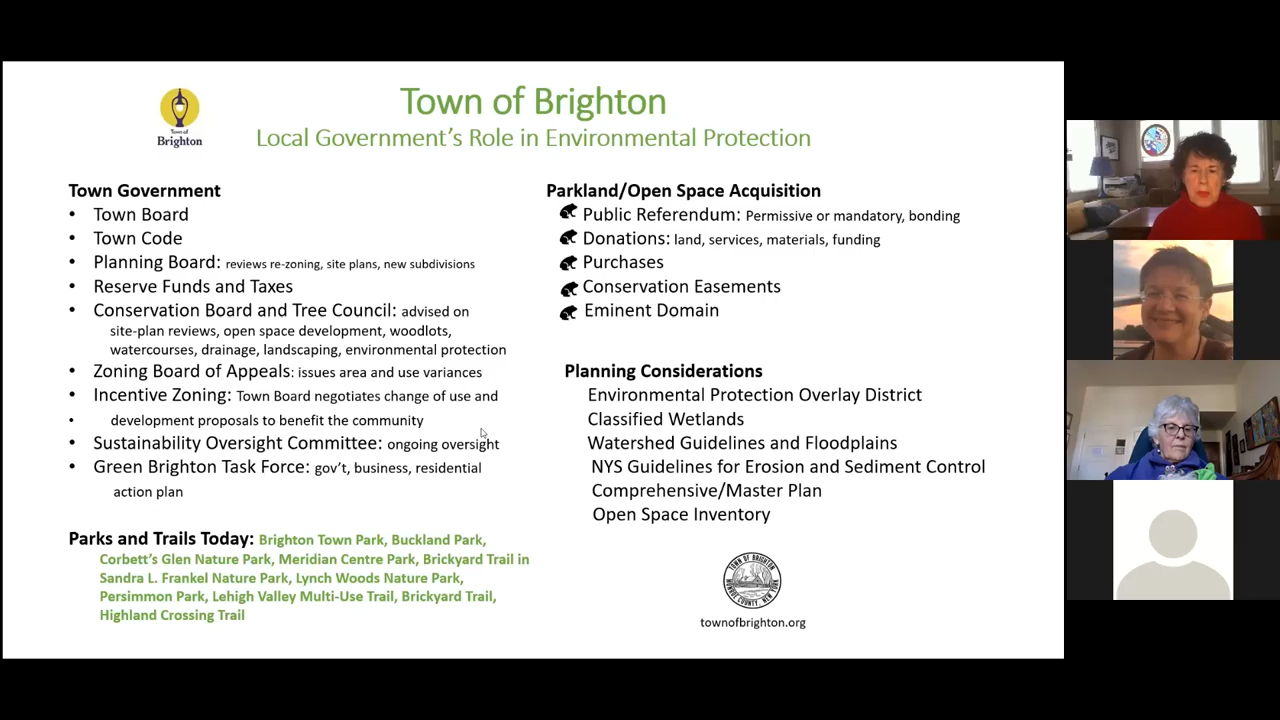 Town of
Brighton
Town of Brighton
Local Government's Role in Environmental Protection
Town Government
• Town Board
• Town Code
• Planning Board: reviews re-zoning, site plans, new subdivisions
• Reserve Funds and Taxes
• Conservation Board and Tree Council: advised on
site-plan reviews, open space development, woodlots,
watercourses, drainage, landscaping, environmental protection
• Zoning Board of Appeals: issues area and use variances
• Incentive Zoning: Town Board negotiates change of use and
• development proposals to benefit the community
• Sustainability Oversight Committee: ongoing oversight
• Green Brighton Task Force: gov't, business, residential
action plan
Parks and Trails Today: Brighton Town Park, Buckland Park,
Corbett's Glen Nature Park, Meridian Centre Park, Brickyard Trail in
Sandra L. Frankel Nature Park, Lynch Woods Nature Park,
Persimmon Park, Lehigh Valley Multi-Use Trail, Brickyard Trail,
Highland Crossing Trail
Parkland/Open Space Acquisition
Public Referendum: Permissive or mandatory, bonding
Donations: land, services, materials, funding
Purchases
Conservation Easements
Eminent Domain
Planning Considerations
Environmental Protection Overlay District
Classified Wetlands
Watershed Guidelines and Floodplains
NYS Guidelines for Erosion and Sediment Control
Comprehensive/Master Plan
Open Space Inventory
TOWN OF BRIGHTON
MONROE COUNTY, NEW YORK
townofbrighton.org